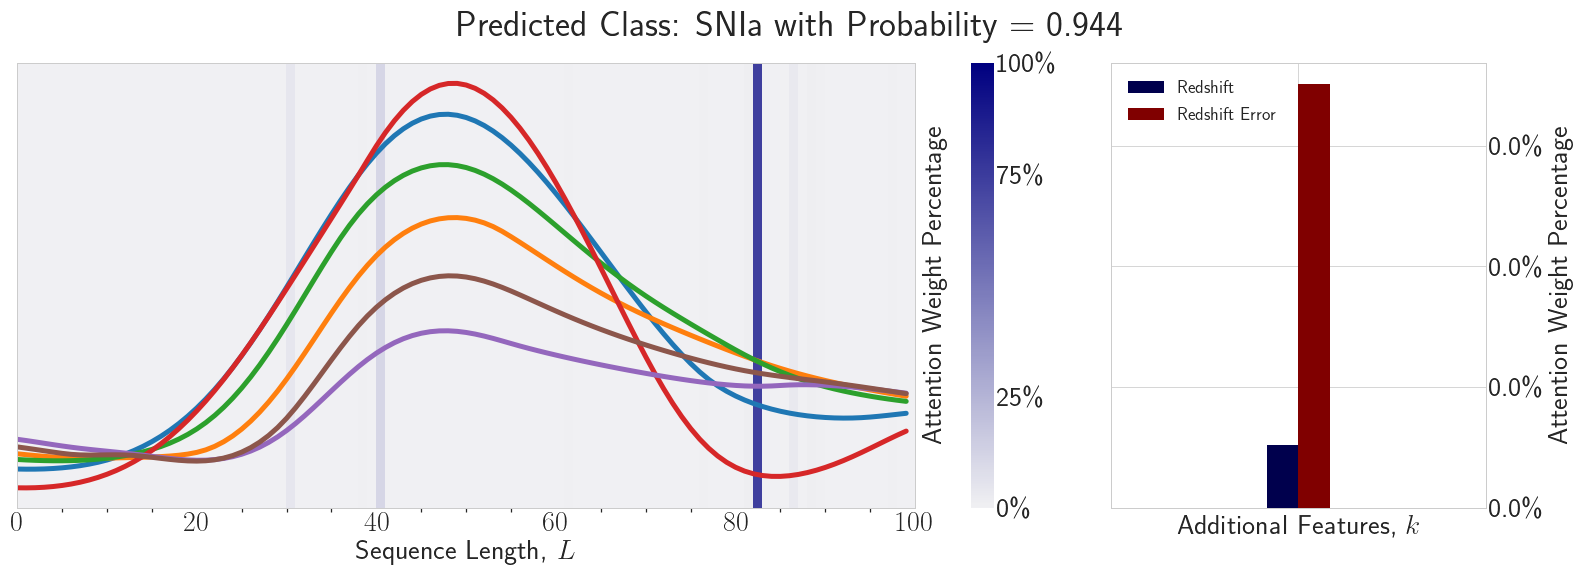 Predicted Class: SNIa with Probability = 0.944
0 20 40 60 80 100
Sequence Length, L
100%
75%
25%
0%
Attention Weight Percentage
Redshift
Redshift Error
0.0%
0.0%
0.0%
0.0%
Attention Weight Percentage
Additional Features, k